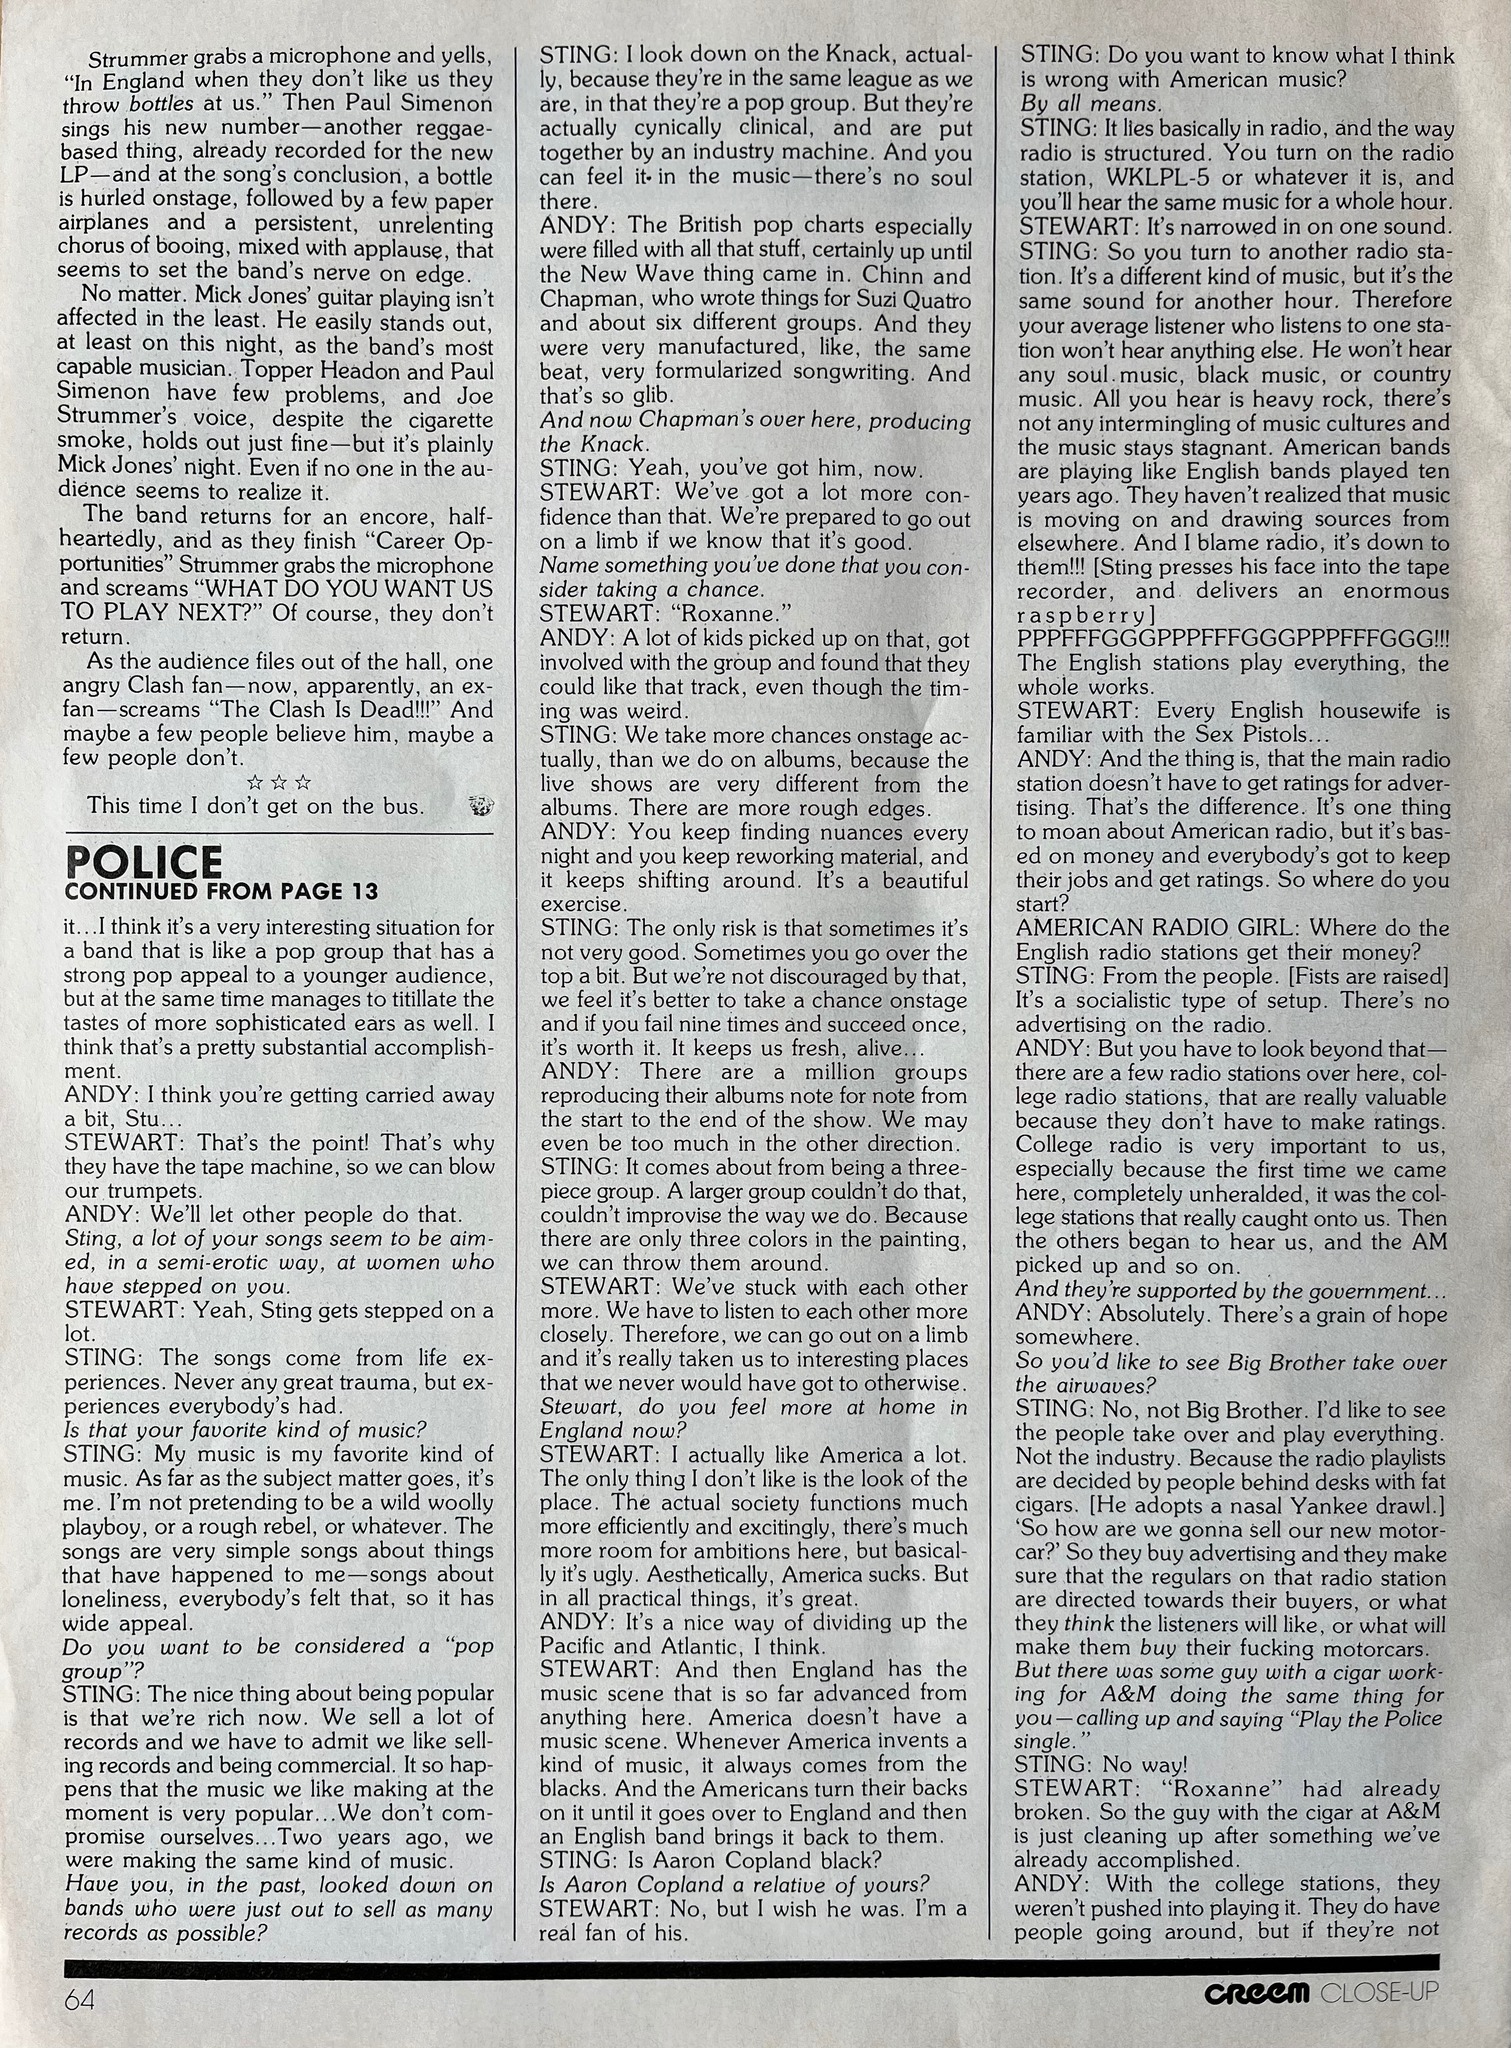 Strummer grabs a microphone and yells,
“In England when they don't like us they
throw bottles at us.” Then Paul Simenon
sings his new number—another reggae-
based thing, already recorded for the new
LP—and at the song's conclusion, a bottle
is hurled onstage, followed by a few paper
airplanes and a persistent, unrelenting
chorus of booing, mixed with applause, that
seems to set the band's nerve on edge.
No matter. Mick Jones' guitar playing isn't
affected in the least. He easily stands out,
at least on this night, as the band's most
capable musician. Topper Headon and Paul
Simenon have few problems, and Joe
Strummer's voice, despite the cigarette
smoke, holds out just fine—but it's plainly
Mick Jones' night. Even if no one in the au-
dience seems to realize it.
The band returns for an encore, half-
heartedly, and as they finish “Career Op-
portunities” Strummer grabs the microphone
and screams “WHAT DO YOU WANT US
TO PLAY NEXT?” Of course, they don't
return.
As the audience files out of the hall, one
angry Clash fan—now, apparently, an ex-
fan—screams “The Clash Is Dead!!!” And
maybe a few people believe him, maybe a
few people don't.
☆☆☆
This time I don't get on the bus.
POLICE
CONTINUED FROM PAGE 13
it...I think it's a very interesting situation for
a band that is like a pop group that has a
strong pop appeal to a younger audience,
but at the same time manages to titillate the
tastes of more sophisticated ears as well. I
think that's a pretty substantial accomplish-
ment.
ANDY: I think you're getting carried away
a bit, Stu...
STEWART: That's the point! That's why
they have the tape machine, so we can blow
our trumpets.
ANDY: We'll let other people do that.
Sting, a lot of your songs seem to be aim-
ed, in a semi-erotic way, at women who
have stepped on you.
STEWART: Yeah, Sting gets stepped on a
lot.
STING: The songs come from life ex-
periences. Never any great trauma, but ex-
periences everybody's had.
Is that your favorite kind of music?
STING: My music is my favorite kind of
music. As far as the subject matter goes, it's
me. I'm not pretending to be a wild woolly
playboy, or a rough rebel, or whatever. The
songs are very simple songs about things
that have happened to me—songs about
loneliness, everybody's felt that, so it has
wide appeal.
Do you want to be considered a “pop
group”?
STING: The nice thing about being popular
is that we're rich now. We sell a lot of
records and we have to admit we like sell-
ing records and being commercial. It so hap-
pens that the music we like making at the
moment is very popular...We don't com-
promise ourselves...Two years ago, we
were making the same kind of music.
Have you, in the past, looked down on
bands who were just out to sell as many
records as possible?
STING: I look down on the Knack, actual-
ly, because they're in the same league as we
are, in that they're a pop group. But they're
actually cynically clinical, and are put
together by an industry machine. And you
can feel it in the music—there's no soul
there.
ANDY: The British pop charts especially
were filled with all that stuff, certainly up until
the New Wave thing came in. Chinn and
Chapman, who wrote things for Suzi Quatro
and about six different groups. And they
were very manufactured, like, the same
beat, very formularized songwriting. And
that's so glib.
And now Chapman's over here, producing
the Knack.
STING: Yeah, you've got him, now.
STEWART: We've got a lot more con-
fidence than that. We're prepared to go out
on a limb if we know that it's good.
Name something you've done that you con-
sider taking a chance.
STEWART: “Roxanne.”
ANDY: A lot of kids picked up on that, got
involved with the group and found that they
could like that track, even though the tim-
ing was weird.
STING: We take more chances onstage ac-
tually, than we do on albums, because the
live shows are very different from the
albums. There are more rough edges.
ANDY: You keep finding nuances every
night and you keep reworking material, and
it keeps shifting around. It's a beautiful
exercise.
STING: The only risk is that sometimes it's
not very good. Sometimes you go over the
top a bit. But we're not discouraged by that,
we feel it's better to take a chance onstage
and if you fail nine times and succeed once,
it's worth it. It keeps us fresh, alive...
ANDY: There are a million groups
reproducing their albums note for note from
the start to the end of the show. We may
even be too much in the other direction.
STING: It comes about from being a three-
piece group. A larger group couldn't do that,
couldn't improvise the way we do. Because
there are only three colors in the painting,
we can throw them around.
STEWART: We've stuck with each other
more. We have to listen to each other more
closely. Therefore, we can go out on a limb
and it's really taken us to interesting places
that we never would have got to otherwise.
Stewart, do you feel more at home in
England now?
STEWART: I actually like America a lot.
The only thing I don't like is the look of the
place. The actual society functions much
more efficiently and excitingly, there's much
more room for ambitions here, but basical-
ly it's ugly. Aesthetically, America sucks. But
in all practical things, it's great.
ANDY: It's a nice way of dividing up the
Pacific and Atlantic, I think.
STEWART: And then England has the
music scene that is so far advanced from
anything here. America doesn't have a
music scene. Whenever America invents a
kind of music, it always comes from the
blacks. And the Americans turn their backs
on it until it goes over to England and then
an English band brings it back to them.
STING: Is Aaron Copland black?
Is Aaron Copland a relative of yours?
STEWART: No, but I wish he was. I'm a
real fan of his.
STING: Do you want to know what I think
is wrong with American music?
By all means.
STING: It lies basically in radio, and the way
radio is structured. You turn on the radio
station, WKLPL-5 or whatever it is, and
you'll hear the same music for a whole hour.
STEWART: It's narrowed in on one sound.
STING: So you turn to another radio sta-
tion. It's a different kind of music, but it's the
same sound for another hour. Therefore
your average listener who listens to one sta-
tion won't hear anything else. He won't hear
any soul music, black music, or country
music. All you hear is heavy rock, there's
not any intermingling of music cultures and
the music stays stagnant. American bands
are playing like English bands played ten
years ago. They haven't realized that music
is moving on and drawing sources from
elsewhere. And I blame radio, it's down to
them!!! [Sting presses his face into the tape
recorder, and delivers an enormous
raspberry]
PPPFFFGGGPPPFFFGGGPPPFFFGGG!!!
The English stations play everything, the
whole works.
STEWART: Every English housewife is
familiar with the Sex Pistols...
ANDY: And the thing is, that the main radio
station doesn't have to get ratings for adver-
tising. That's the difference. It's one thing
to moan about American radio, but it's bas-
ed on money and everybody's got to keep
their jobs and get ratings. So where do you
start?
AMERICAN RADIO GIRL: Where do the
English radio stations get their money?
STING: From the people. [Fists are raised]
It's a socialistic type of setup. There's no
advertising on the radio.
ANDY: But you have to look beyond that—
there are a few radio stations over here, col-
lege radio stations, that are really valuable
because they don't have to make ratings.
College radio is very important to us,
especially because the first time we came
here, completely unheralded, it was the col-
lege stations that really caught onto us. Then
the others began to hear us, and the AM
picked up and so on.
And they're supported by the government...
ANDY: Absolutely. There's a grain of hope
somewhere.
So you'd like to see Big Brother take over
the airwaves?
STING: No, not Big Brother. I'd like to see
the people take over and play everything.
Not the industry. Because the radio playlists
are decided by people behind desks with fat
cigars. [He adopts a nasal Yankee drawl.]
‘So how are we gonna sell our new motor-
car?’ So they buy advertising and they make
sure that the regulars on that radio station
are directed towards their buyers, or what
they think the listeners will like, or what will
make them buy their fucking motorcars.
But there was some guy with a cigar work-
ing for A&M doing the same thing for
you—calling up and saying “Play the Police
single.”
STING: No way!
STEWART: “Roxanne” had already
broken. So the guy with the cigar at A&M
is just cleaning up after something we've
already accomplished.
ANDY: With the college stations, they
weren't pushed into playing it. They do have
people going around, but if they're not
64
CREEM CLOSE-UP